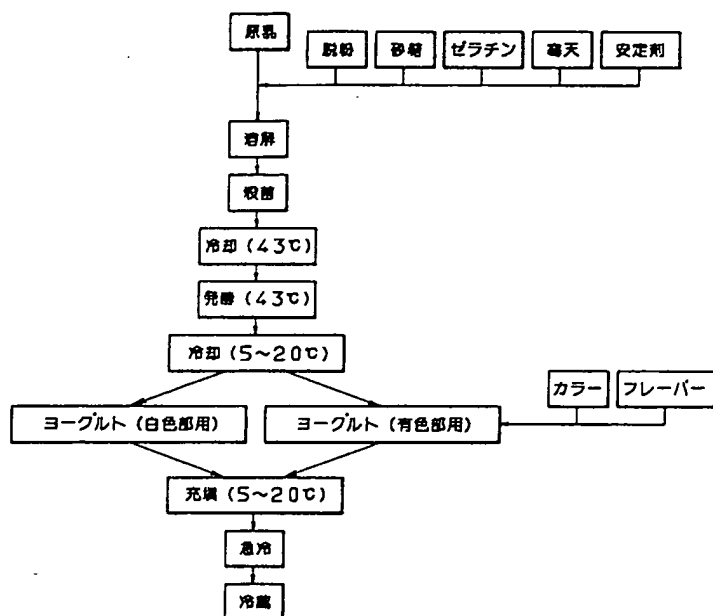 原乳
脱粉 砂糖 ゼラチン 寒天 安定剤
溶解
殺菌
冷却(43℃)
発酵(43℃)
冷却(5〜20℃)
カラー フレーバー
ヨーグルト(白色部用) ヨーグルト(有色部用)
充填(5〜20℃)
急冷
冷蔵